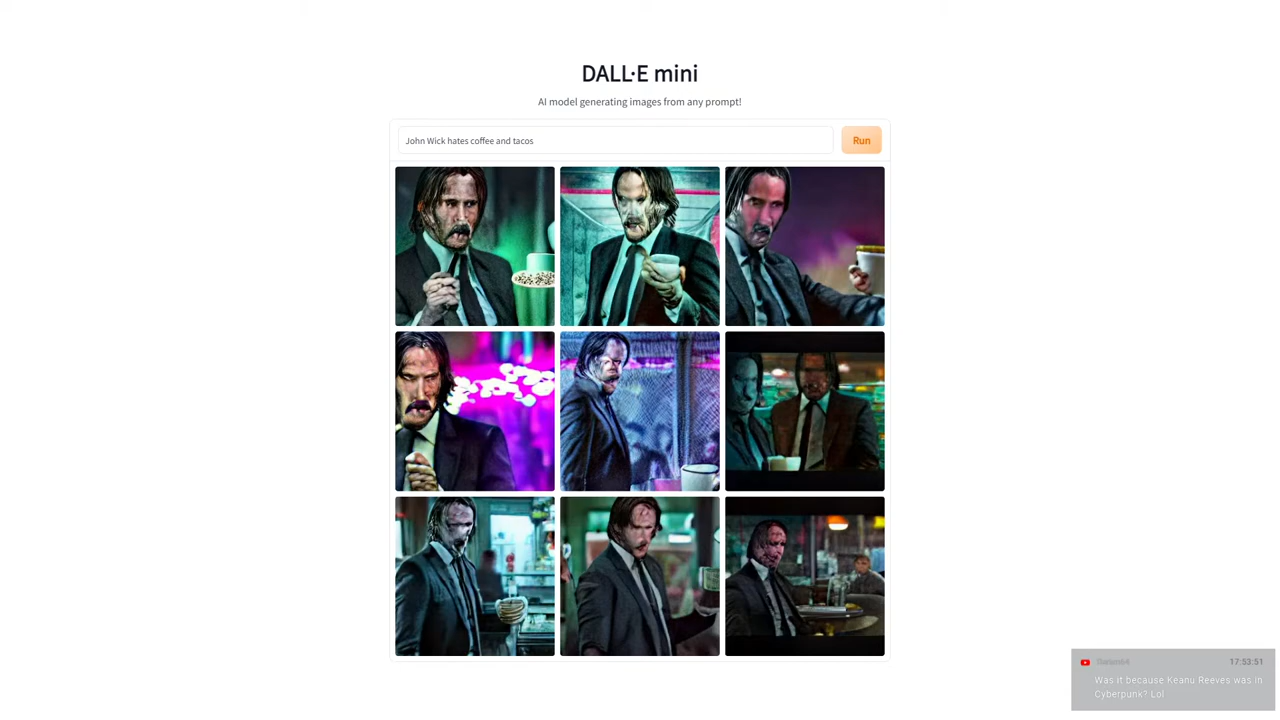 DALL·E mini
AI model generating images from any prompt!
John Wick hates coffee and tacos
Run
17:53:51
Was it because Keanu Reeves was in
Cyberpunk? Lol